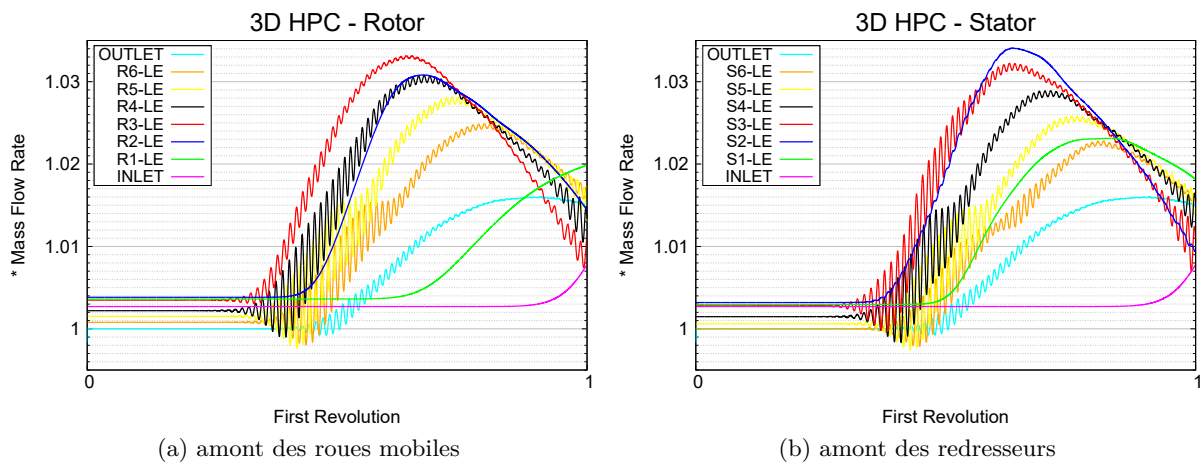 3D HPC - Rotor
* Mass Flow Rate
1.03
1.02
1.01
1
OUTLET
R6-LE
R5-LE
R4-LE
R3-LE
R2-LE
R1-LE
INLET
0
1
First Revolution
(a) amont des roues mobiles
3D HPC - Stator
* Mass Flow Rate
1.03
1.02
1.01
1
OUTLET
S6-LE
S5-LE
S4-LE
S3-LE
S2-LE
S1-LE
INLET
0
1
First Revolution
(b) amont des redresseurs